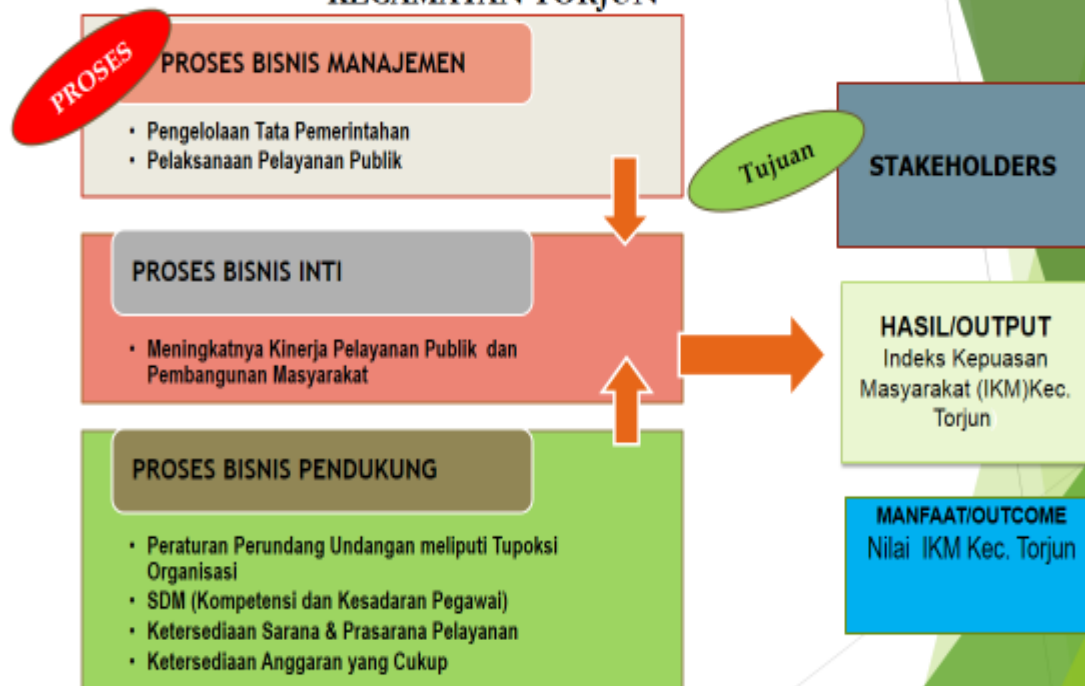 KECAMATAN TORJUN
PROSES
PROSES BISNIS MANAJEMEN
• Pengelolaan Tata Pemerintahan
• Pelaksanaan Pelayanan Publik
PROSES BISNIS INTI
• Meningkatnya Kinerja Pelayanan Publik dan
Pembangunan Masyarakat
PROSES BISNIS PENDUKUNG
• Peraturan Perundang Undangan meliputi Tupoksi
Organisasi
• SDM (Kompetensi dan Kesadaran Pegawai)
• Ketersediaan Sarana & Prasarana Pelayanan
• Ketersediaan Anggaran yang Cukup
Tujuan
STAKEHOLDERS
HASIL/OUTPUT
Indeks Kepuasan
Masyarakat (IKM)Kec.
Torjun
MANFAAT/OUTCOME
Nilai IKM Kec. Torjun